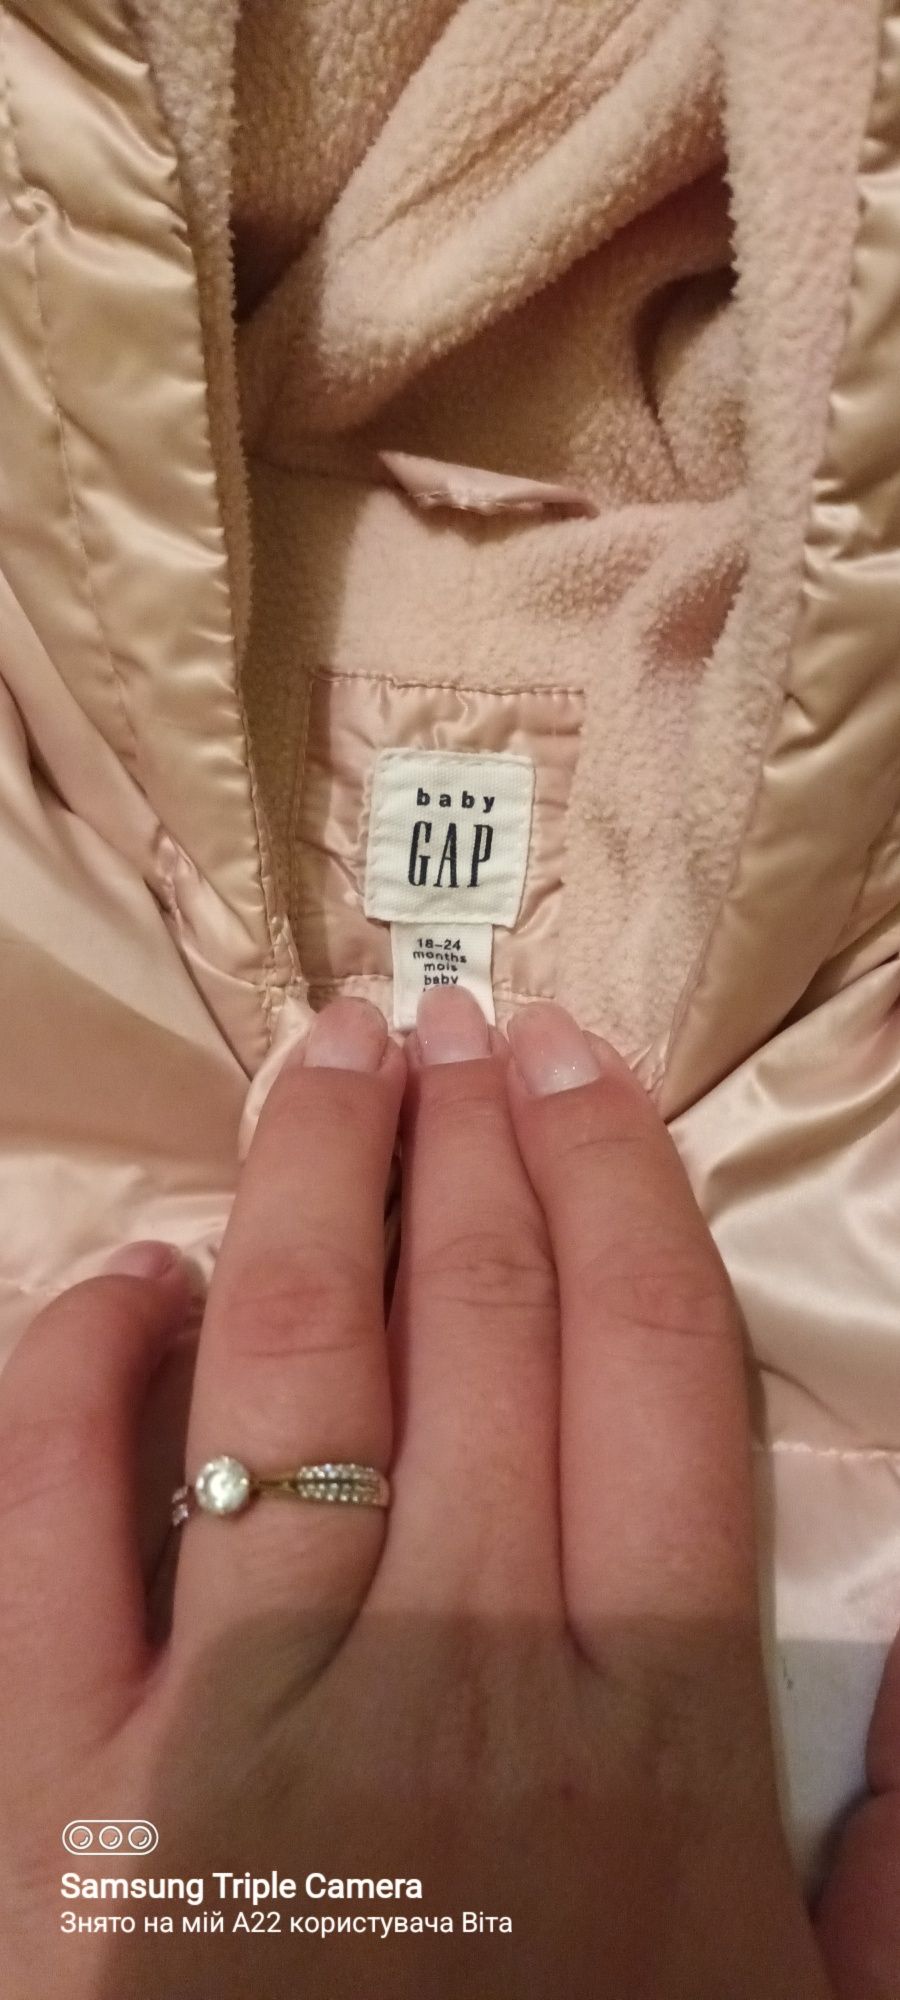 baby
GAP
18-24
months
mois
baby
Samsung Triple Camera
Знято на мій A22 користувача Віта